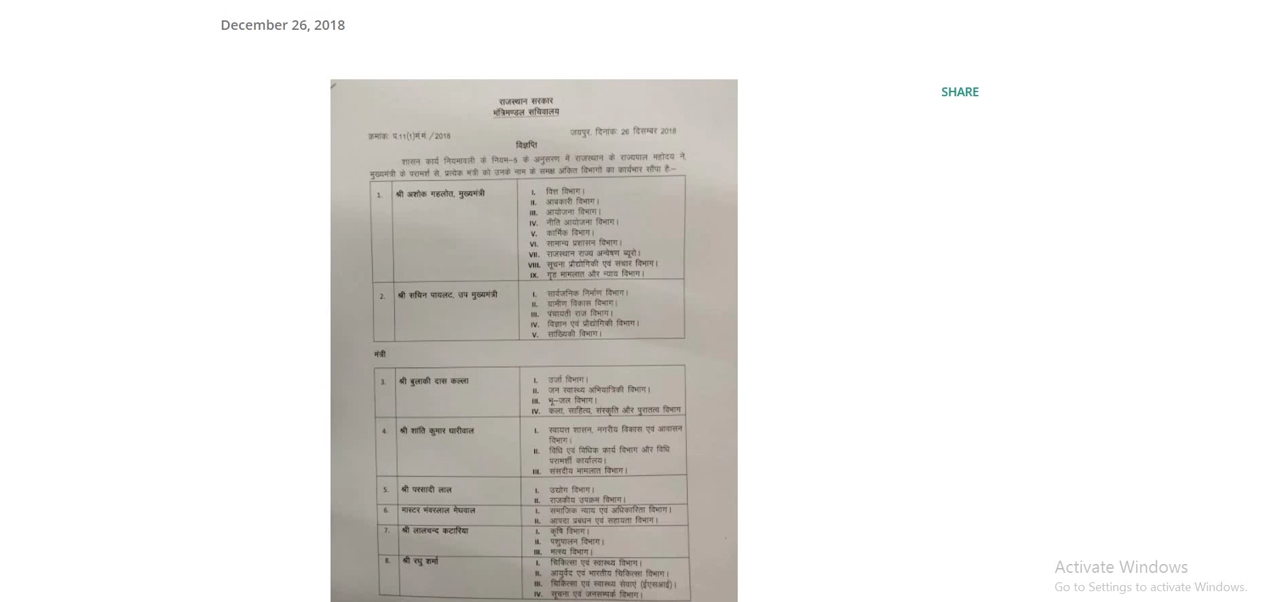 December 26, 2018
SHARE
राजस्थान सरकार
मंत्रिमण्डल सचिवालय
क्रमांकः प.11(1)मं.मं./2018
जयपुर, दिनांकः 26 दिसम्बर 2018
विज्ञप्ति
शासन कार्य नियमावली के नियम-5 के अनुसरण में राजस्थान के राज्यपाल महोदय ने,
मुख्यमंत्री के परामर्श से, प्रत्येक मंत्री को उनके नाम के समक्ष अंकित विभागों का कार्यभार सौंपा है:-
1. श्री अशोक गहलोत, मुख्यमंत्री
I. वित्त विभाग।
II. आबकारी विभाग।
III. आयोजना विभाग।
IV. नीति आयोजना विभाग।
V. कार्मिक विभाग।
VI. सामान्य प्रशासन विभाग।
VII. राजस्थान राज्य अन्वेषण ब्यूरो।
VIII. सूचना प्रौद्योगिकी एवं संचार विभाग।
IX. गृह मामलात और न्याय विभाग।
2. श्री सचिन पायलट, उप मुख्यमंत्री
I. सार्वजनिक निर्माण विभाग।
II. ग्रामीण विकास विभाग।
III. पंचायती राज विभाग।
IV. विज्ञान एवं प्रौद्योगिकी विभाग।
V. सांख्यिकी विभाग।
मंत्री
3. श्री बुलाकी दास कल्ला
I. उर्जा विभाग।
II. जन स्वास्थ्य अभियांत्रिकी विभाग।
III. भू-जल विभाग।
IV. कला, साहित्य, संस्कृति और पुरातत्व विभाग
4. श्री शांति कुमार धारीवाल
I. स्वायत्त शासन, नगरीय विकास एवं आवासन
विभाग।
II. विधि एवं विधिक कार्य विभाग और विधि
परामर्शी कार्यालय।
III. संसदीय मामलात विभाग।
5. श्री परसादी लाल
I. उद्योग विभाग।
II. राजकीय उपक्रम विभाग।
6 मास्टर भंवरलाल मेघवाल
I. समाजिक न्याय एवं अधिकारिता विभाग।
II. आपदा प्रबंधन एवं सहायता विभाग।
7. श्री लालचन्द कटारिया
I. कृषि विभाग।
II. पशुपालन विभाग।
III. मत्स्य विभाग।
8. श्री रघु शर्मा
I. चिकित्सा एवं स्वास्थ्य विभाग।
II. आयुर्वेद एवं भारतीय चिकित्सा विभाग।
III. चिकित्सा एवं स्वास्थ्य सेवाएं (ईएसआई)।
IV. सूचना एवं जनसम्पर्क विभाग।
Activate Windows
Go to Settings to activate Windows.